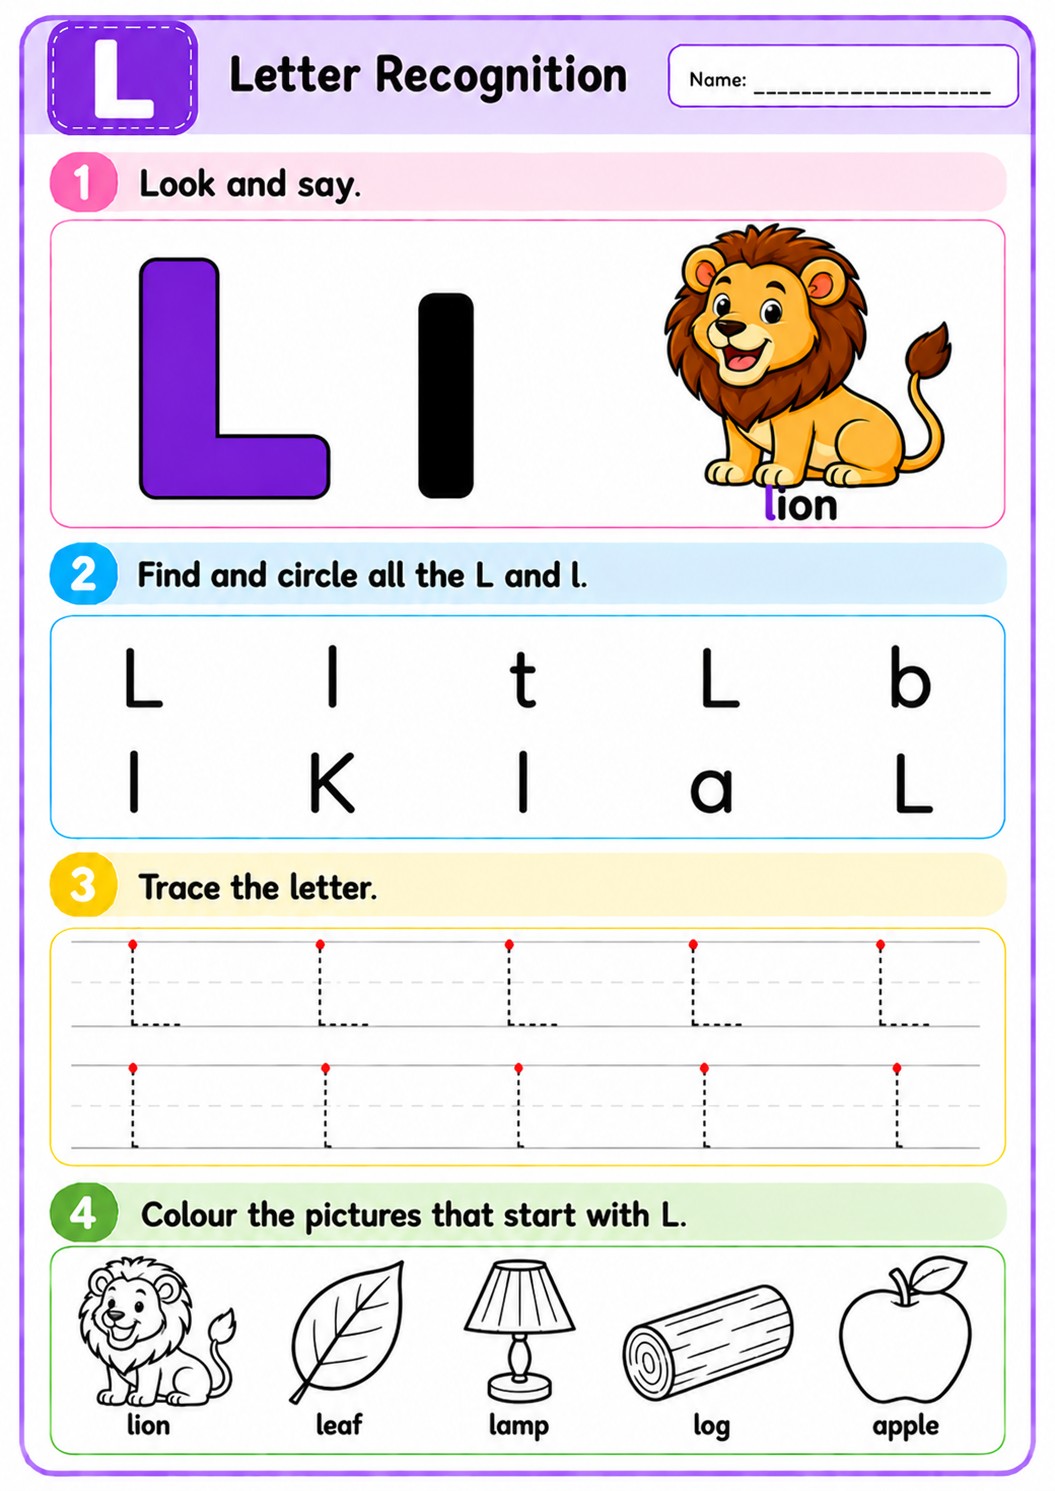 L
Letter Recognition
Name: ____________________
1 Look and say.
L l
lion
2 Find and circle all the L and l.
L l t L b
l K l a L
3 Trace the letter.
L L L L L
l l l l l
4 Colour the pictures that start with L.
lion leaf lamp log apple